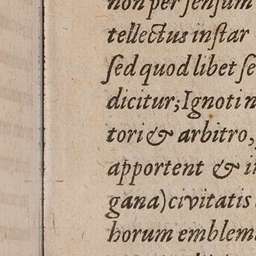 non per ſenſum
tellectus inſtar
ſed quod libet ſe
dicitur; Ignoti n
tori & arbitro,
apportent & i
gana) civitatis
horum emblem